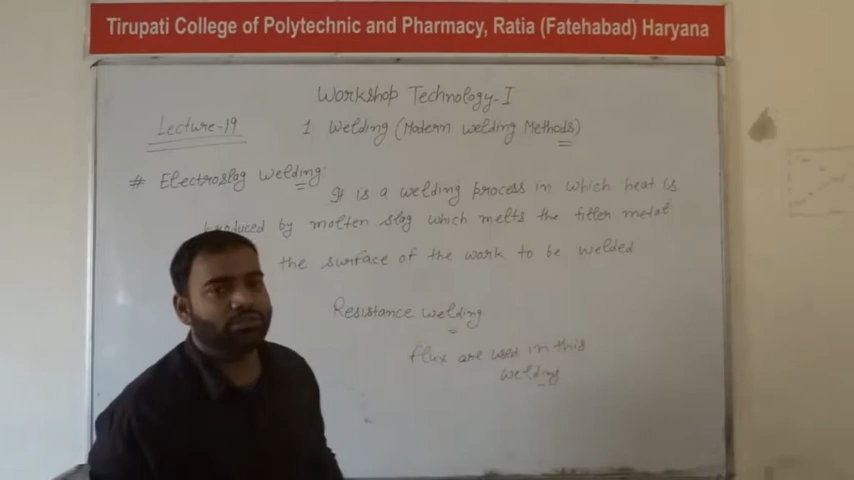 Tirupati College of Polytechnic and Pharmacy, Ratia (Fatehabad) Haryana
Workshop Technology-I
Lecture-19
1 Welding (Modern welding Methods)
# Electroslag welding:
It is a welding process in which heat is
produced by molten slag which melts the filler metal
the surface of the work to be welded
Resistance welding
flux are used in this
welding